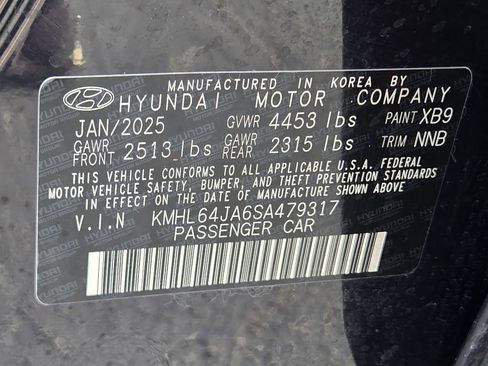 MANUFACTURED IN KOREA BY
HYUNDAI MOTOR COMPANY
JAN/2025 GVWR 4453 lbs PAINT XB9
GAWR FRONT 2513 lbs GAWR REAR 2315 lbs TRIM NNB
THIS VEHICLE CONFORMS TO ALL APPLICABLE U.S.A. FEDERAL
MOTOR VEHICLE SAFETY, BUMPER, AND THEFT PREVENTION STANDARDS
IN EFFECT ON THE DATE OF MANUFACTURE SHOWN ABOVE.
V.I.N KMHL64JA6SA479317
PASSENGER CAR